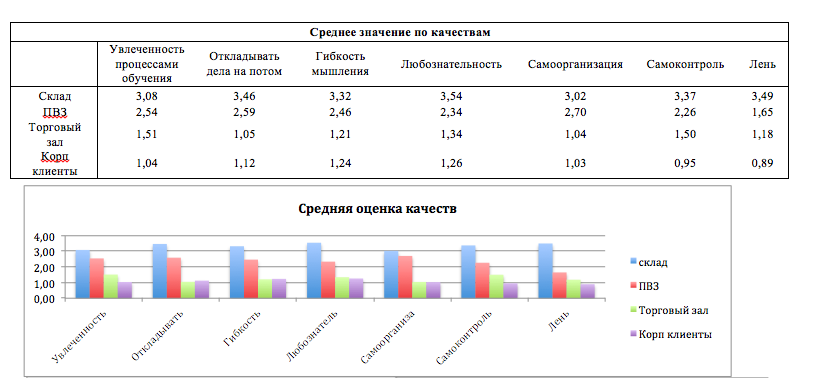 Среднее значение по качествам
Увлеченность процессами обучения Откладывать дела на потом Гибкость мышления Любознательность Самоорганизация Самоконтроль Лень
Склад 3,08 3,46 3,32 3,54 3,02 3,37 3,49
ПВЗ 2,54 2,59 2,46 2,34 2,70 2,26 1,65
Торговый зал 1,51 1,05 1,21 1,34 1,04 1,50 1,18
Корп клиенты 1,04 1,12 1,24 1,26 1,03 0,95 0,89
Средняя оценка качеств
4,00
3,00
2,00
1,00
0,00
Увлеченность
Откладывать
Гибкость
Любознатель
Самоорганиза
Самоконтроль
Лень
склад
ПВЗ
Торговый зал
Корп клиенты